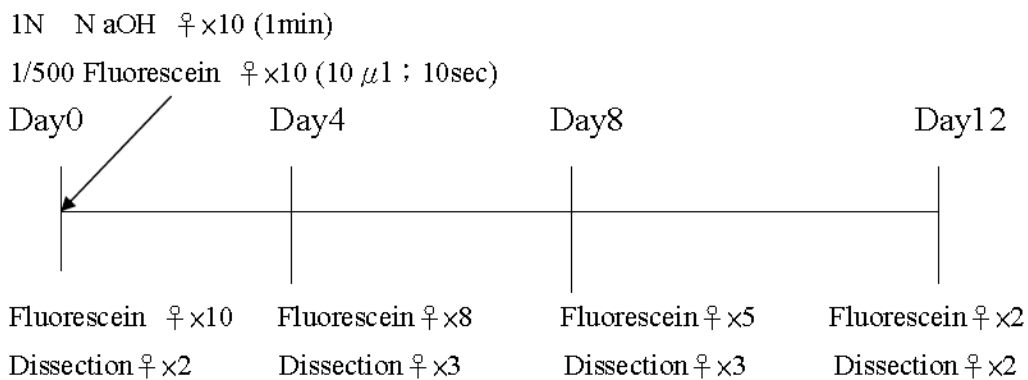 1N N aOH ♀×10 (1min)
1/500 Fluorescein ♀×10 (10 μl ; 10sec)
Day0 Day4 Day8 Day12
Fluorescein ♀×10 Fluorescein♀×8 Fluorescein♀×5 Fluorescein♀×2
Dissection♀×2 Dissection♀×3 Dissection♀×3 Dissection♀×2